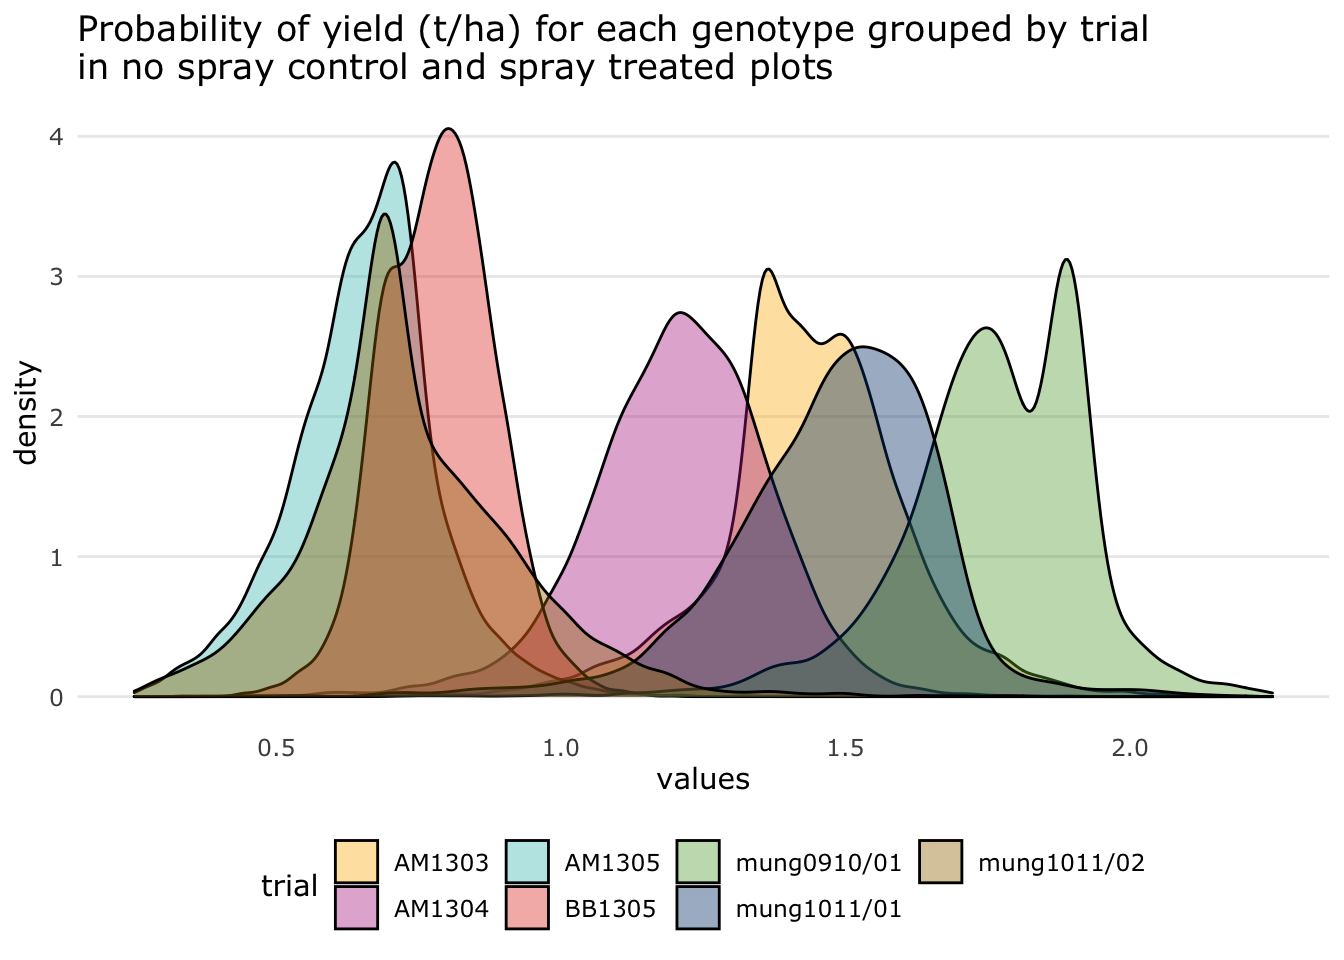 Probability of yield (t/ha) for each genotype grouped by trial
in no spray control and spray treated plots
density
4
3
2
1
0
0.5 1.0 1.5 2.0
values
trial
AM1303 AM1305 mung0910/01 mung1011/02
AM1304 BB1305 mung1011/01